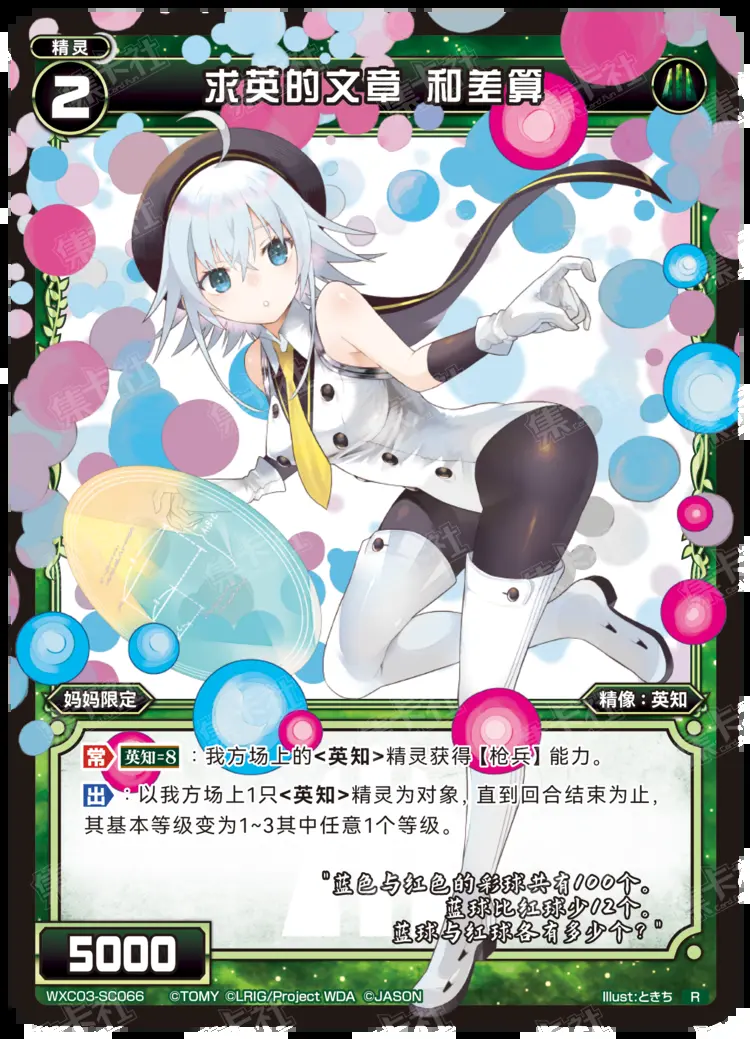 精灵
2
求英的文章 和差算
妈妈限定
精像：英知
常 英知=8 ：我方场上的<英知>精灵获得【枪兵】能力。
出 ：以我方场上1只<英知>精灵为对象，直到回合结束为止，
其基本等级变为1~3其中任意1个等级。
"蓝色与红色的彩球共有100个。
蓝球比红球少12个。
蓝球与红球各有多少个？"
5000
WXC03-SC066 ©TOMY ©LRIG/Project WDA ©JASON Illust:ときち R
集卡社